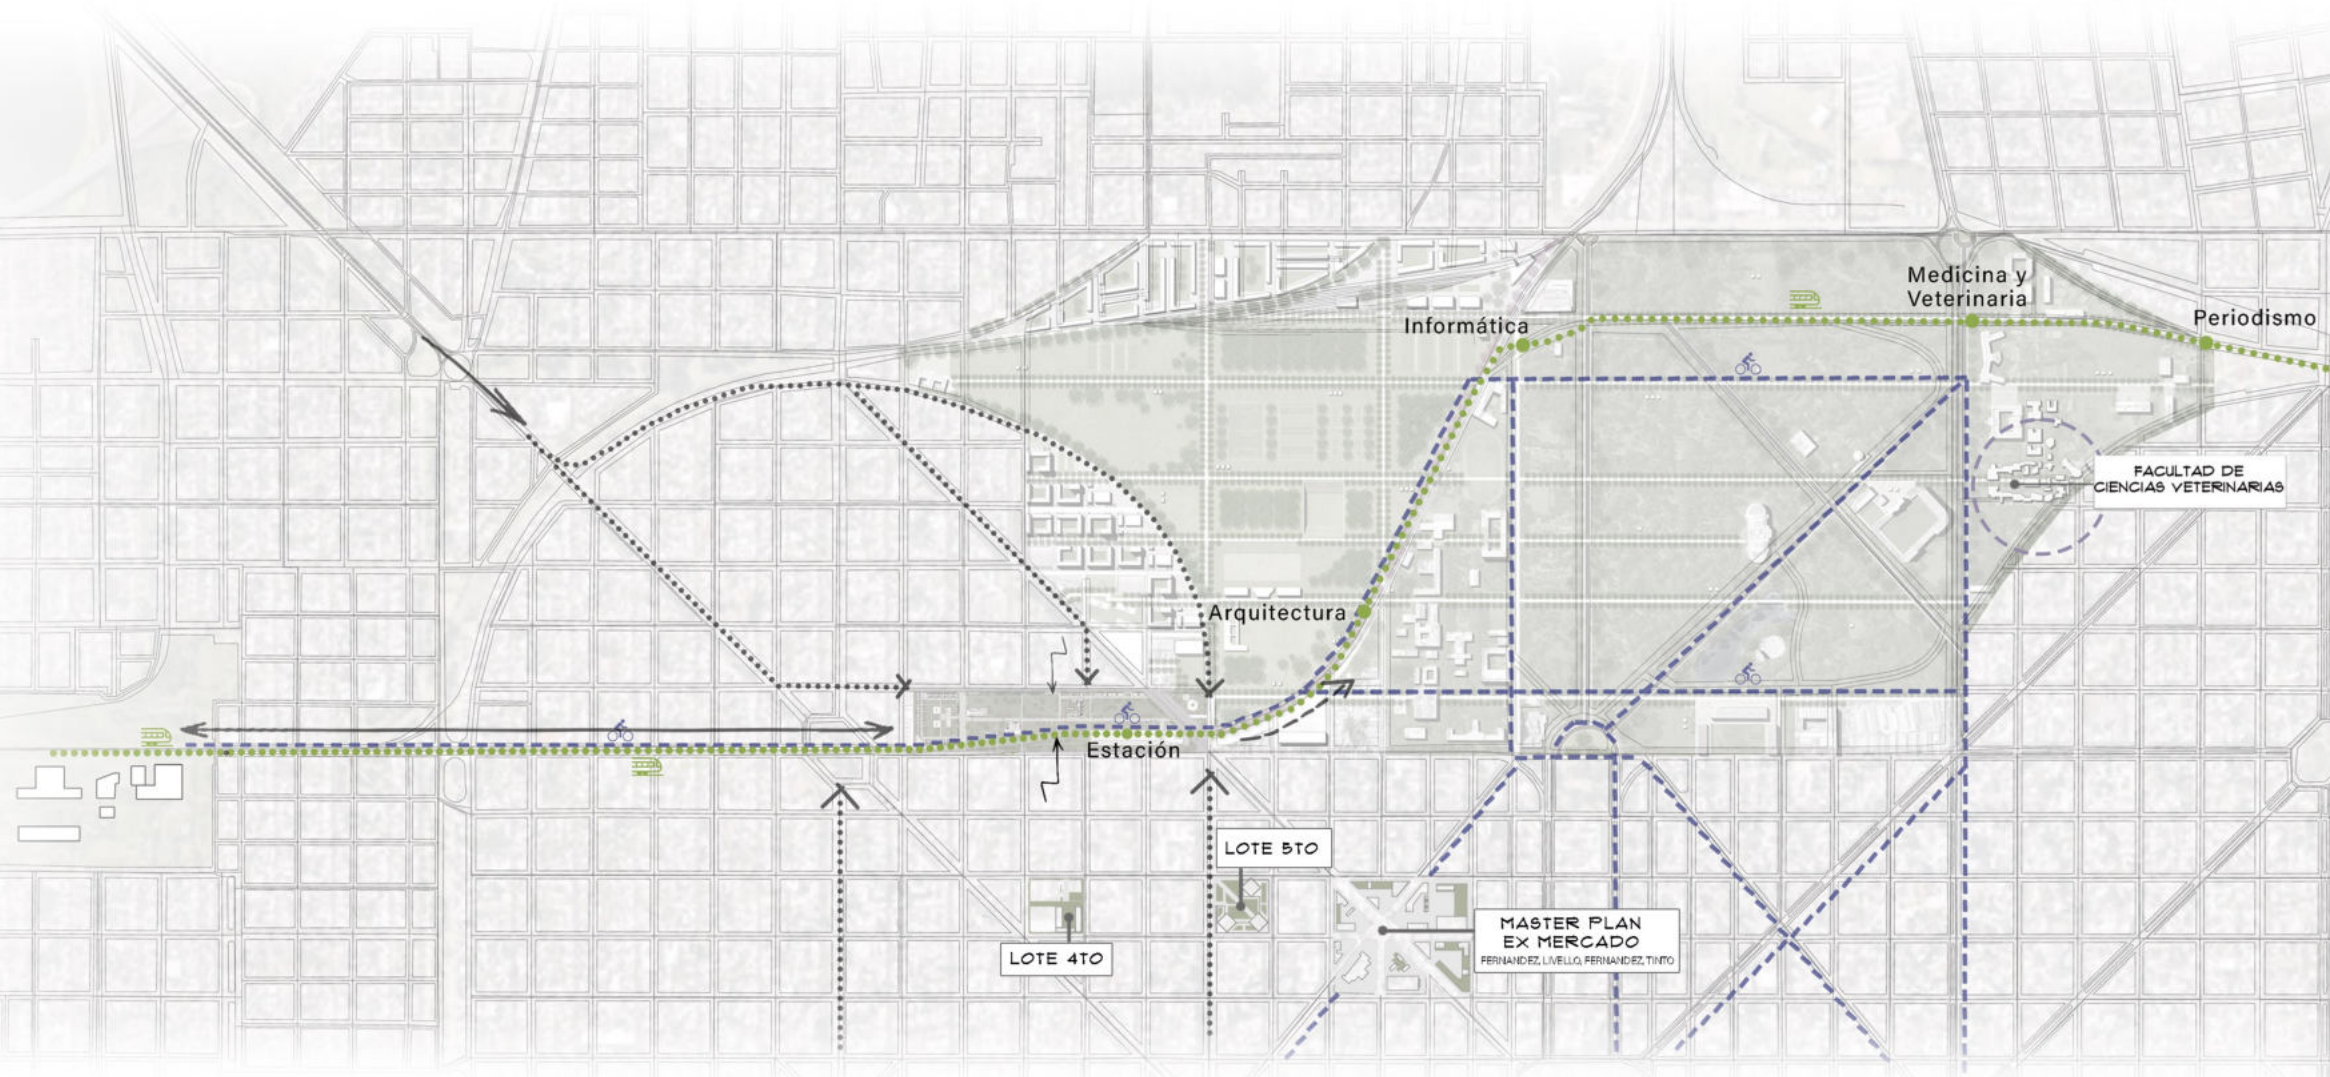 Medicina y
Veterinaria
Periodismo
Informática
FACULTAD DE
CIENCIAS VETERINARIAS
Arquitectura
Estación
LOTE 5TO
LOTE 4TO
MASTER PLAN
EX MERCADO
FERNANDEZ, LIVELLO, FERNANDEZ, TINTO